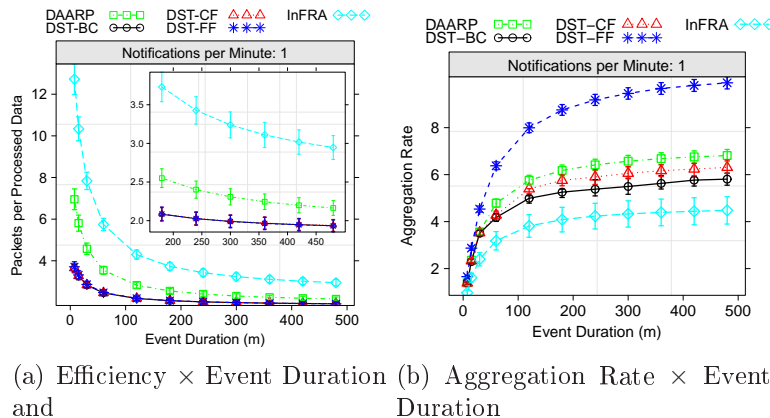 DAARP DST-CF InFRA
DST-BC DST-FF
Notifications per Minute: 1
Packets per Processed Data
12
10
8
6
4
3.5
3.0
2.5
2.0
200 250 300 350 400 450
0 100 200 300 400 500
Event Duration (m)
DAARP DST−CF InFRA
DST−BC DST−FF
Notifications per Minute: 1
Aggregation Rate
8
6
4
2
0 100 200 300 400 500
Event Duration (m)
(a) Efficiency × Event Duration and
(b) Aggregation Rate × Event Duration